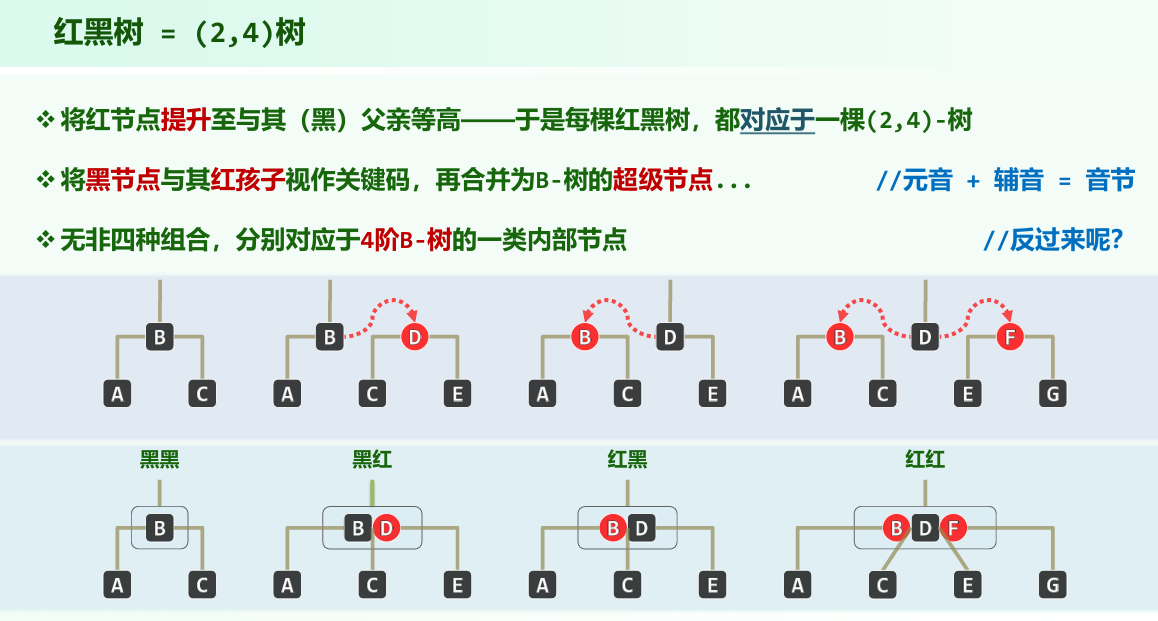 红黑树 = (2,4)树
❖将红节点提升至与其（黑）父亲等高——于是每棵红黑树，都对应于一棵(2,4)-树
❖将黑节点与其红孩子视作关键码，再合并为B-树的超级节点... //元音 + 辅音 = 音节
❖无非四种组合，分别对应于4阶B-树的一类内部节点 //反过来呢？
B B D B D B D F
A C A C E A C E A C E G
黑黑 黑红 红黑 红红
B B D B D B D F
A C A C E A C E A C E G